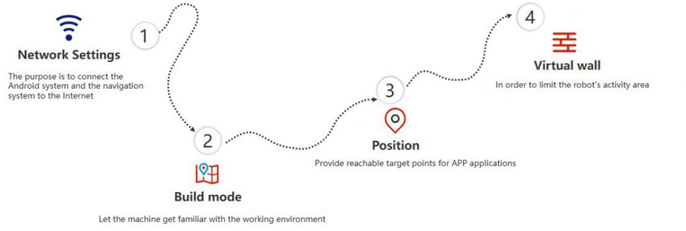 1
Network Settings
The purpose is to connect the
Android system and the navigation
system to the Internet
2
Build mode
Let the machine get familiar with the working environment
3
Position
Provide reachable target points for APP applications
4
Virtual wall
In order to limit the robot's activity area